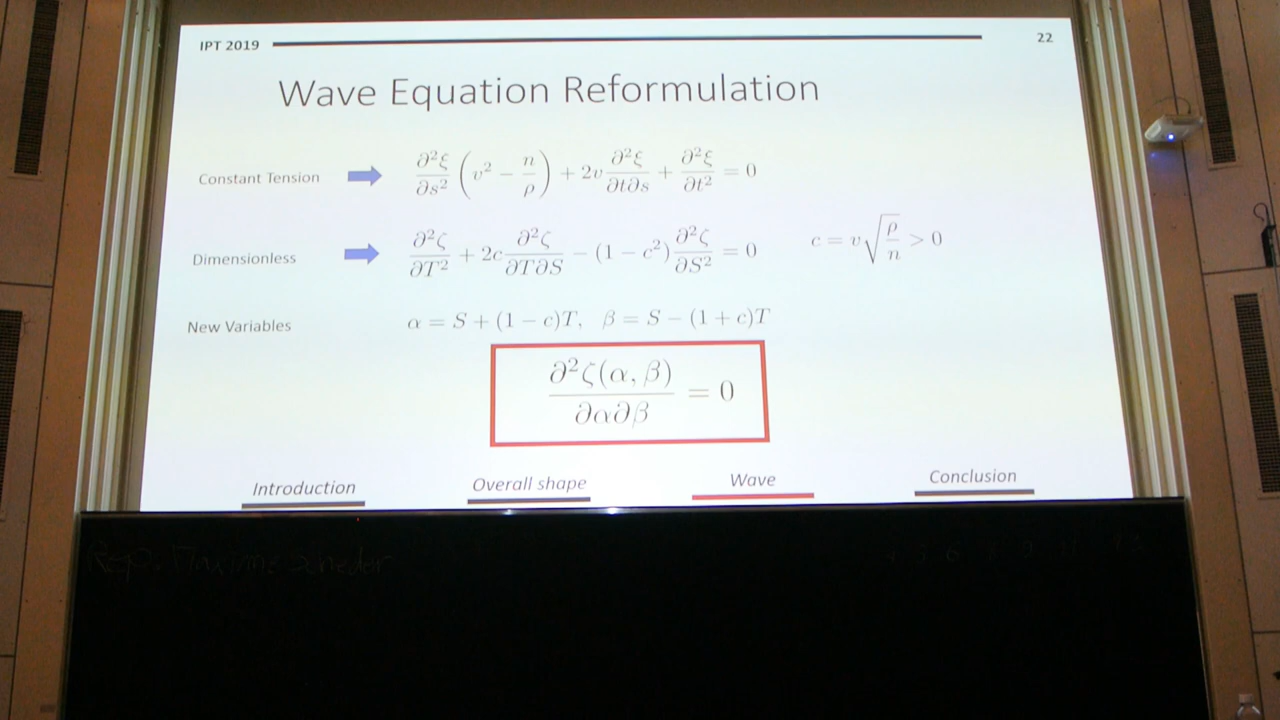 IPT 2019
22
Wave Equation Reformulation
Constant Tension
∂²ξ/∂s² (v² − n/ρ) + 2v ∂²ξ/∂t∂s + ∂²ξ/∂t² = 0
Dimensionless
∂²ζ/∂T² + 2c ∂²ζ/∂T∂S − (1 − c²) ∂²ζ/∂S² = 0
c = v√(ρ/n) > 0
New Variables
α = S + (1 − c)T, β = S − (1 + c)T
∂²ζ(α, β)/∂α∂β = 0
Introduction
Overall shape
Wave
Conclusion